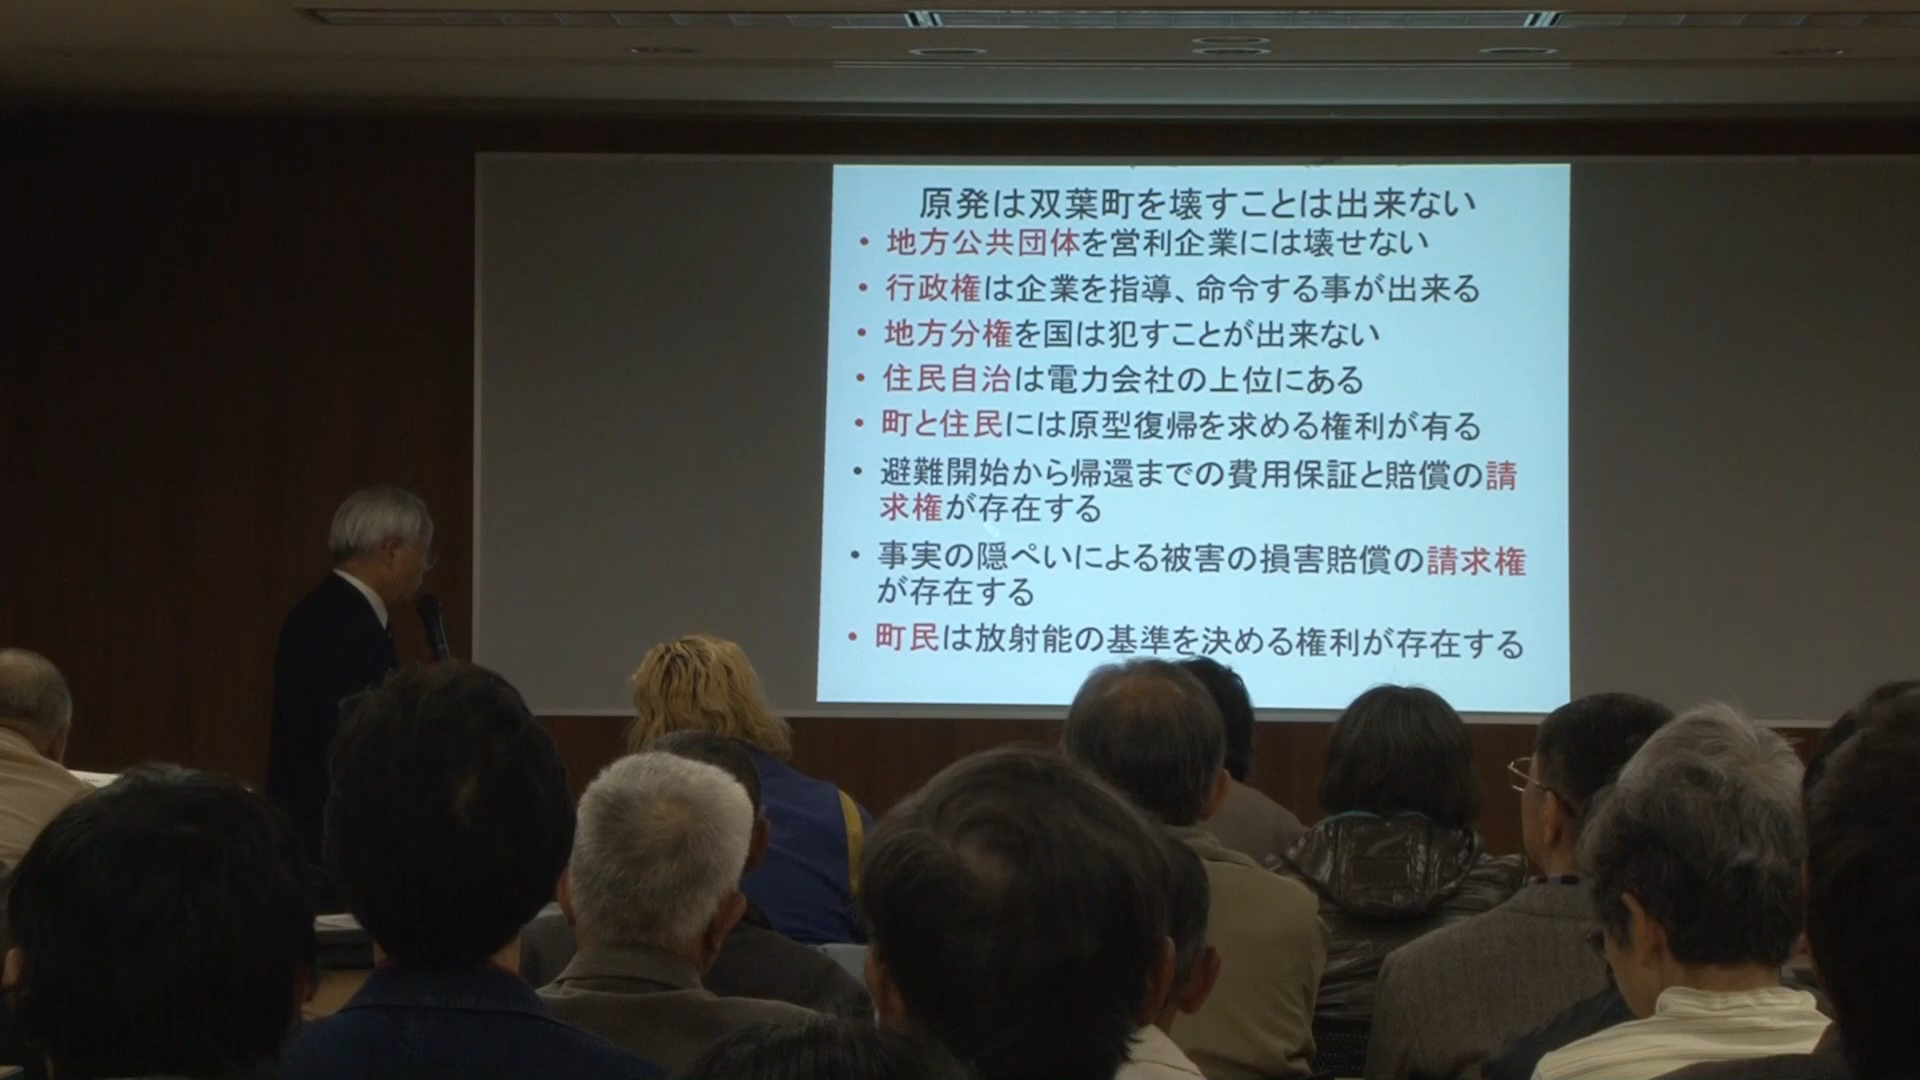 原発は双葉町を壊すことは出来ない
• 地方公共団体を営利企業には壊せない
• 行政権は企業を指導、命令する事が出来る
• 地方分権を国は犯すことが出来ない
• 住民自治は電力会社の上位にある
• 町と住民には原型復帰を求める権利が有る
• 避難開始から帰還までの費用保証と賠償の請
求権が存在する
• 事実の隠ぺいによる被害の損害賠償の請求権
が存在する
• 町民は放射能の基準を決める権利が存在する